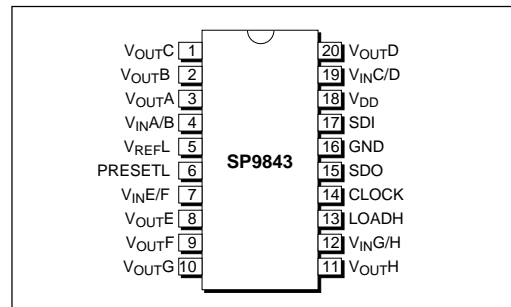 VOUTC 1 20 VOUTD
VOUTB 2 19 VINC/D
VOUTA 3 18 VDD
VINA/B 4 17 SDI
VREFL 5 16 GND
PRESETL 6 SP9843 15 SDO
VINE/F 7 14 CLOCK
VOUTE 8 13 LOADH
VOUTF 9 12 VING/H
VOUTG 10 11 VOUTH